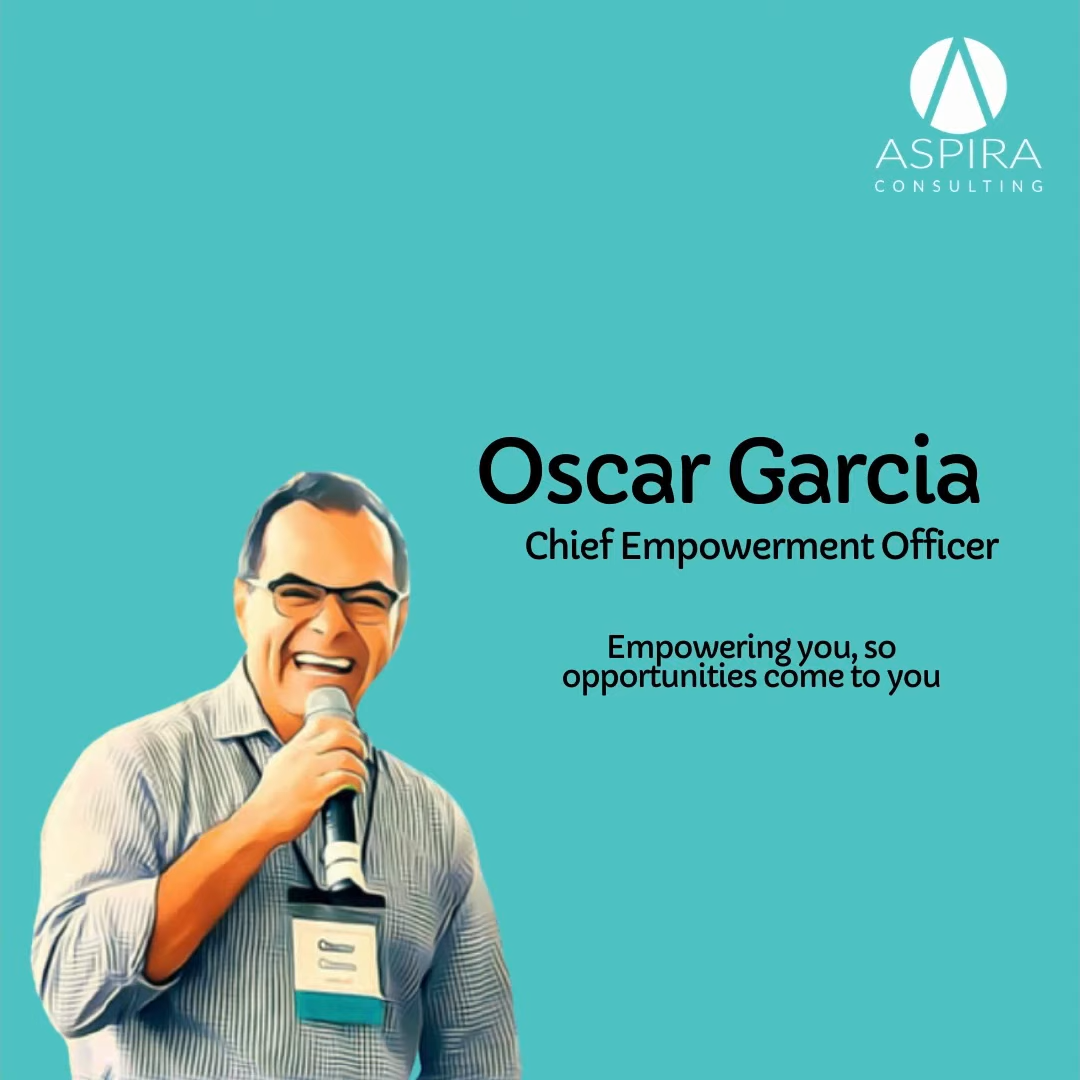 ASPIRA
CONSULTING
Oscar Garcia
Chief Empowerment Officer
Empowering you, so
opportunities come to you